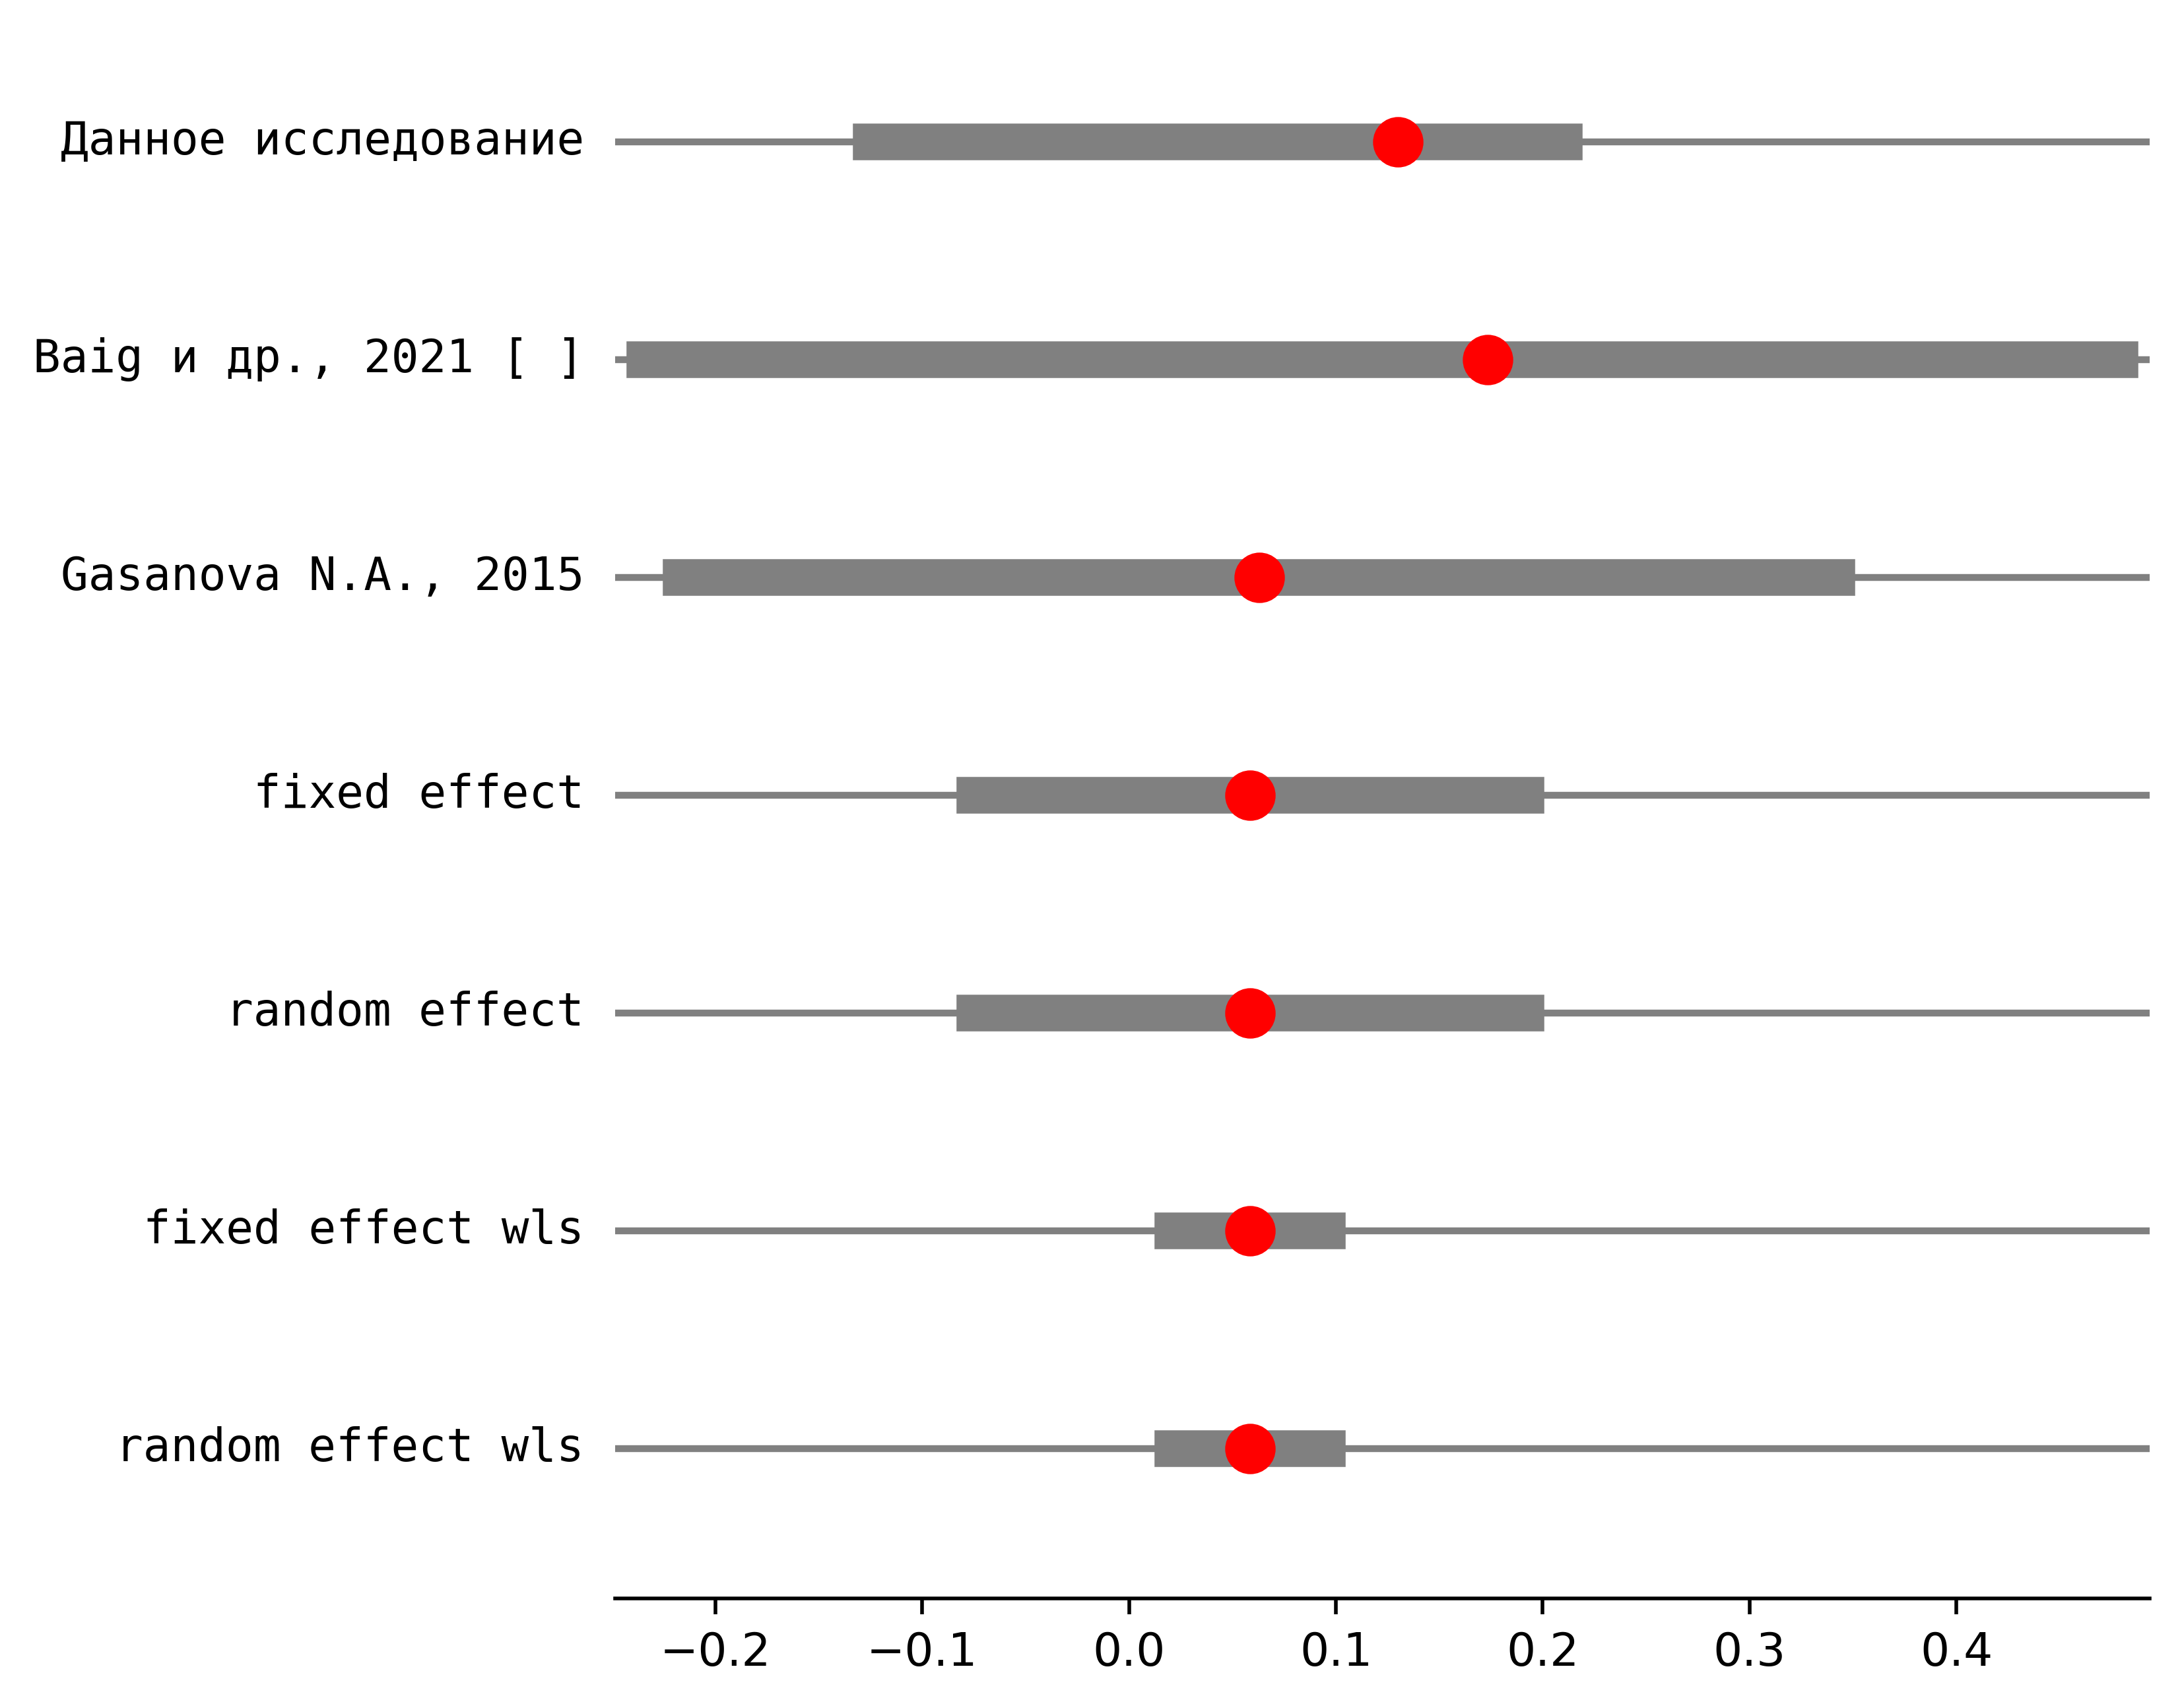 Данное исследование
Baig и др., 2021 [ ]
Gasanova N.A., 2015
fixed effect
random effect
fixed effect wls
random effect wls
−0.2 −0.1 0.0 0.1 0.2 0.3 0.4